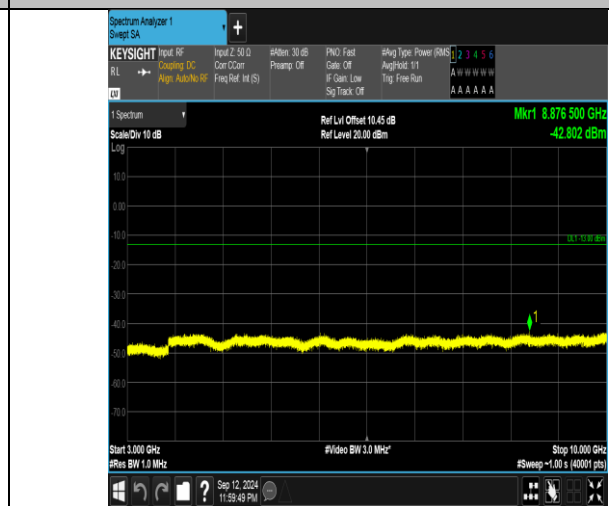 Spectrum Analyzer 1
Swept SA
+
KEYSIGHT Input: RF Input Z: 50 Ω #Atten: 30 dB PNO: Fast #Avg Type: Power (RMS 1 2 3 4 5 6
RL Coupling: DC Corr CCorr Preamp: Off Gate: Off Avg|Hold: 1/1 A W W W W W
Align: Auto/No RF Freq Ref: Int (S) IF Gain: Low Trig: Free Run
LXI Sig Track: Off A A A A A A
1 Spectrum Ref Lvl Offset 10.45 dB Mkr1 8.876 500 GHz
Scale/Div 10 dB Ref Level 20.00 dBm -42.802 dBm
Log
10.0
0.00
-10.0
DL1 -13.00 dBm
-20.0
-30.0
-40.0
1
-50.0
-60.0
-70.0
Start 3.000 GHz #Video BW 3.0 MHz* Stop 10.000 GHz
#Res BW 1.0 MHz #Sweep ~1.00 s (40001 pts)
? Sep 12, 2024
11:59:49 PM